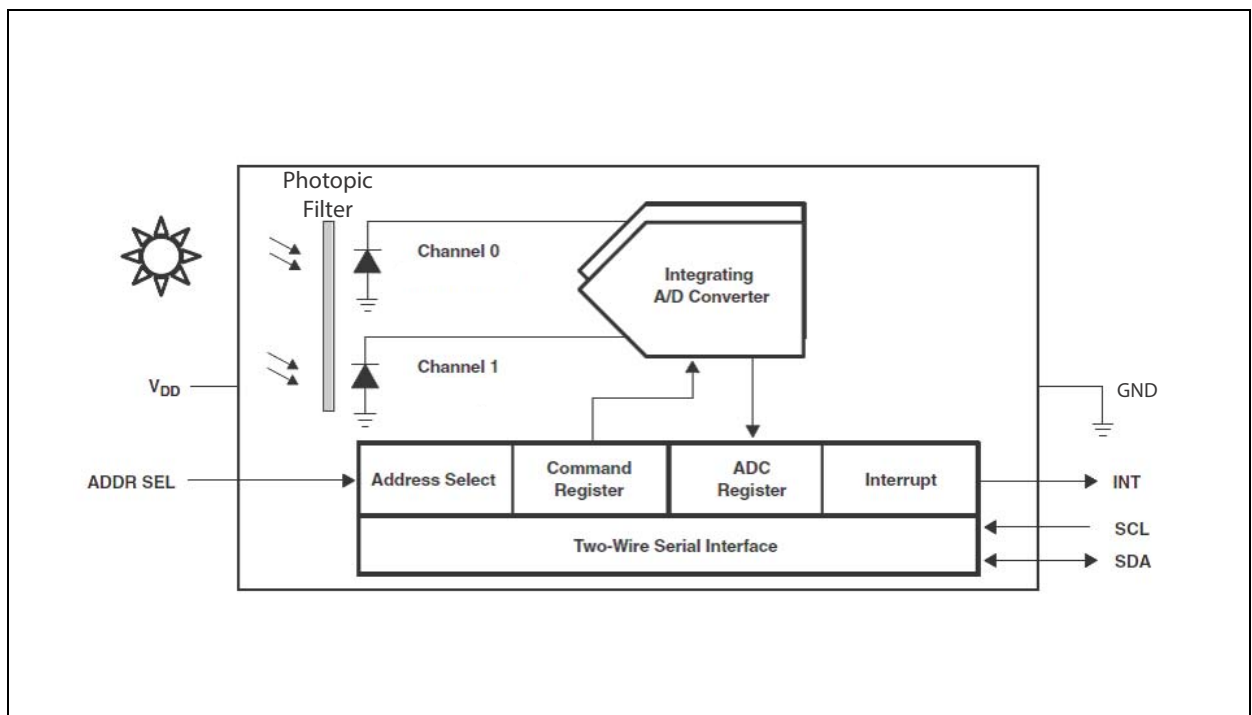 Photopic
Filter
Channel 0
Integrating
A/D Converter
Channel 1
VDD
GND
ADDR SEL
Address Select
Command
Register
ADC
Register
Interrupt
INT
SCL
Two-Wire Serial Interface
SDA